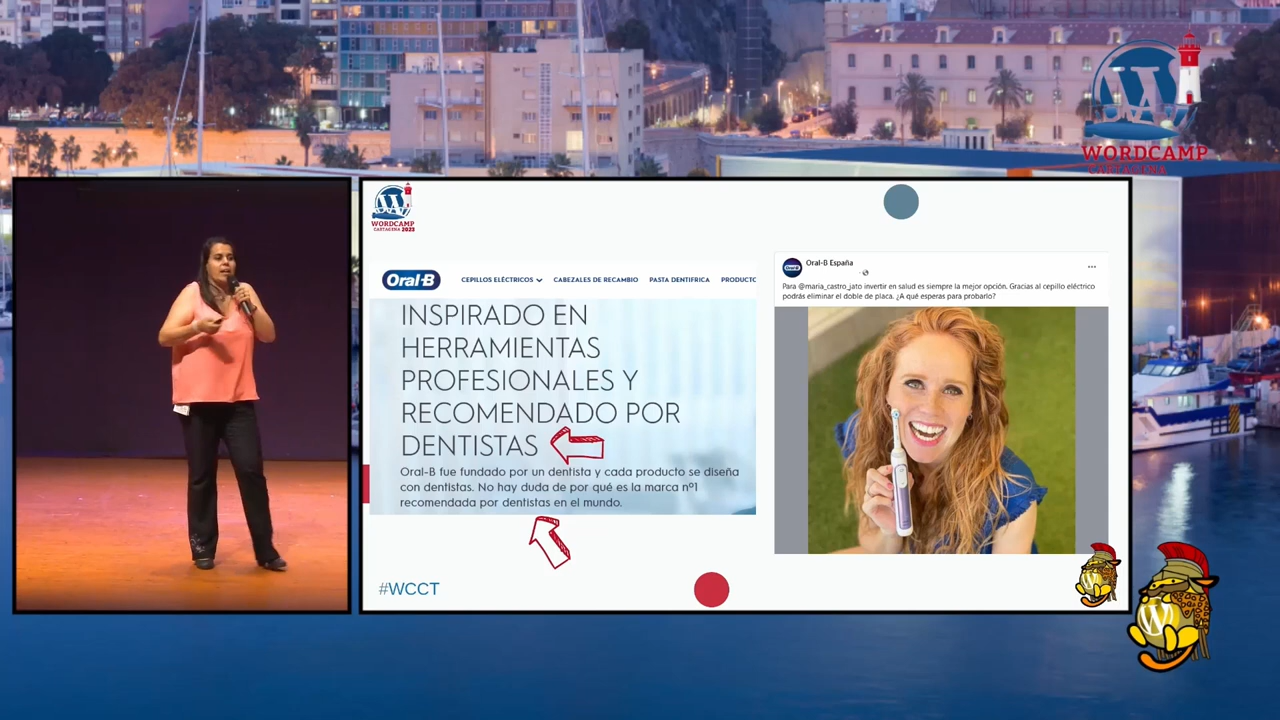 WORDCAMP
CARTAGENA
WORDCAMP
CARTAGENA 2023
Oral-B
CEPILLOS ELÉCTRICOS
CABEZALES DE RECAMBIO
PASTA DENTIFRICA
PRODUCTO
INSPIRADO EN
HERRAMIENTAS
PROFESIONALES Y
RECOMENDADO POR
DENTISTAS
Oral-B fue fundado por un dentista y cada producto se diseña
con dentistas. No hay duda de por qué es la marca nº1
recomendada por dentistas en el mundo.
Oral-B
Oral-B España
Para @maria_castro_jato invertir en salud es siempre la mejor opción. Gracias al cepillo eléctrico
podrás eliminar el doble de placa. ¿A qué esperas para probarlo?
#WCCT